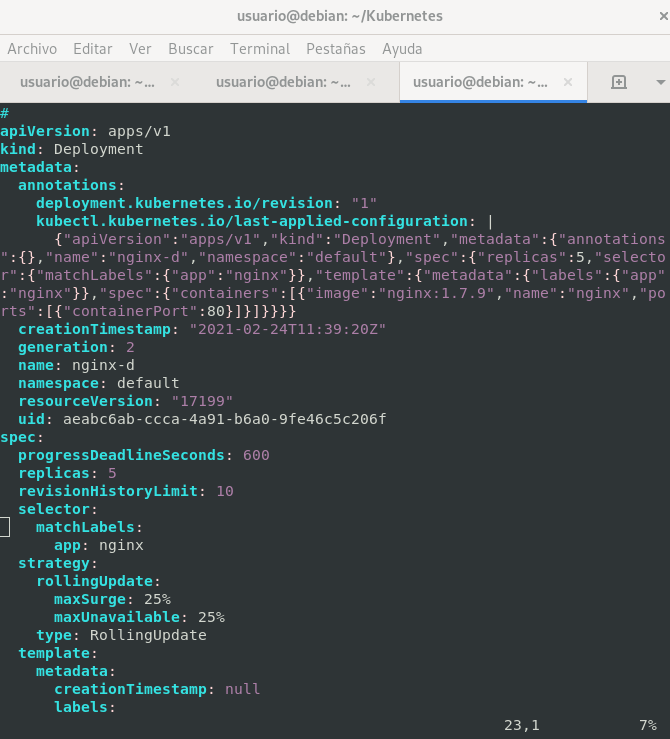 usuario@debian: ~/Kubernetes ×
Archivo Editar Ver Buscar Terminal Pestañas Ayuda
usuario@debian: ~... × usuario@debian: ~... × usuario@debian: ~... ×
#
apiVersion: apps/v1
kind: Deployment
metadata:
  annotations:
    deployment.kubernetes.io/revision: "1"
    kubectl.kubernetes.io/last-applied-configuration: |
      {"apiVersion":"apps/v1","kind":"Deployment","metadata":{"annotations
":{},"name":"nginx-d","namespace":"default"},"spec":{"replicas":5,"selecto
r":{"matchLabels":{"app":"nginx"}},"template":{"metadata":{"labels":{"app"
:"nginx"}},"spec":{"containers":[{"image":"nginx:1.7.9","name":"nginx","po
rts":[{"containerPort":80}]}]}}}}
  creationTimestamp: "2021-02-24T11:39:20Z"
  generation: 2
  name: nginx-d
  namespace: default
  resourceVersion: "17199"
  uid: aeabc6ab-ccca-4a91-b6a0-9fe46c5c206f
spec:
  progressDeadlineSeconds: 600
  replicas: 5
  revisionHistoryLimit: 10
  selector:
    matchLabels:
      app: nginx
  strategy:
    rollingUpdate:
      maxSurge: 25%
      maxUnavailable: 25%
    type: RollingUpdate
  template:
    metadata:
      creationTimestamp: null
      labels:
23,1 7%